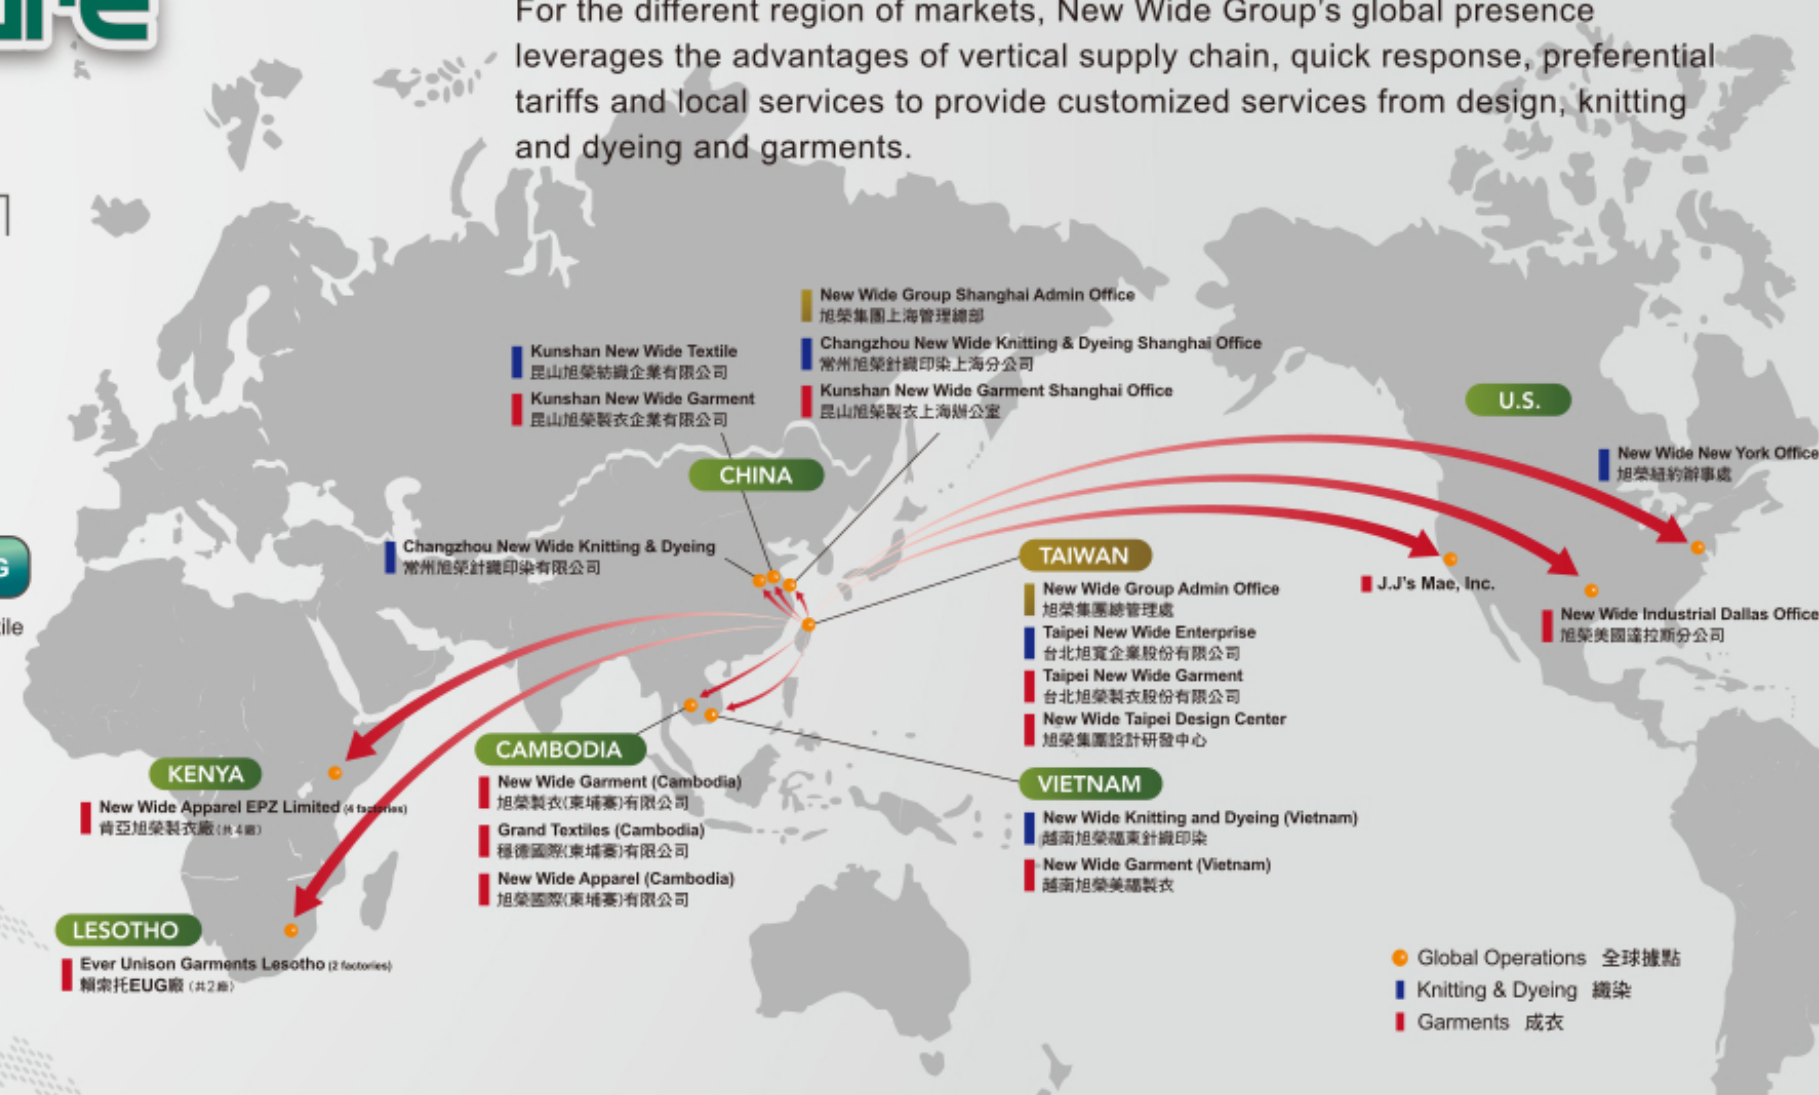 For the different region of markets, New Wide Group's global presence
leverages the advantages of vertical supply chain, quick response, preferential
tariffs and local services to provide customized services from design, knitting
and dyeing and garments.
New Wide Group Shanghai Admin Office
旭榮集團上海管理總部
Changzhou New Wide Knitting & Dyeing Shanghai Office
常州旭榮針織印染上海分公司
Kunshan New Wide Garment Shanghai Office
昆山旭榮製衣上海辦公室
Kunshan New Wide Textile
昆山旭榮紡織企業有限公司
Kunshan New Wide Garment
昆山旭榮製衣企業有限公司
CHINA
Changzhou New Wide Knitting & Dyeing
常州旭榮針織印染有限公司
U.S.
New Wide New York Office
旭榮紐約辦事處
J.J's Mae, Inc.
New Wide Industrial Dallas Office
旭榮美國達拉斯分公司
TAIWAN
New Wide Group Admin Office
旭榮集團總管理處
Taipei New Wide Enterprise
台北旭寬企業股份有限公司
Taipei New Wide Garment
台北旭榮製衣股份有限公司
New Wide Taipei Design Center
旭榮集團設計研發中心
KENYA
New Wide Apparel EPZ Limited (4 factories)
肯亞旭榮製衣廠(共4廠)
CAMBODIA
New Wide Garment (Cambodia)
旭榮製衣(柬埔寨)有限公司
Grand Textiles (Cambodia)
穩德國際(柬埔寨)有限公司
New Wide Apparel (Cambodia)
旭榮國際(柬埔寨)有限公司
VIETNAM
New Wide Knitting and Dyeing (Vietnam)
越南旭榮福東針織印染
New Wide Garment (Vietnam)
越南旭榮美福製衣
LESOTHO
Ever Unison Garments Lesotho (2 factories)
賴索托EUG廠 (共2廠)
Global Operations 全球據點
Knitting & Dyeing 織染
Garments 成衣